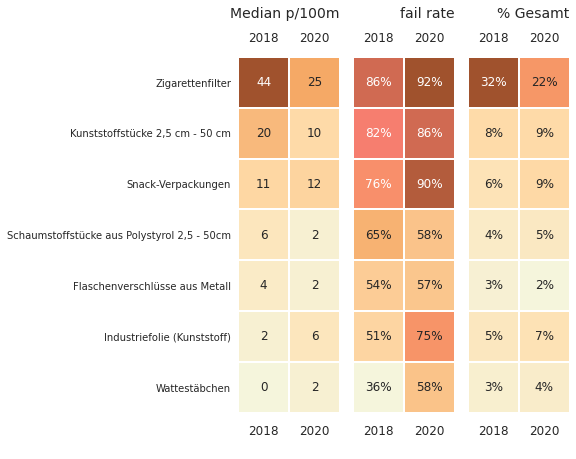 Median p/100m fail rate % Gesamt
2018 2020 2018 2020 2018 2020
Zigarettenfilter 44 25 86% 92% 32% 22%
Kunststoffstücke 2,5 cm - 50 cm 20 10 82% 86% 8% 9%
Snack-Verpackungen 11 12 76% 90% 6% 9%
Schaumstoffstücke aus Polystyrol 2,5 - 50cm 6 2 65% 58% 4% 5%
Flaschenverschlüsse aus Metall 4 2 54% 57% 3% 2%
Industriefolie (Kunststoff) 2 6 51% 75% 5% 7%
Wattestäbchen 0 2 36% 58% 3% 4%
2018 2020 2018 2020 2018 2020